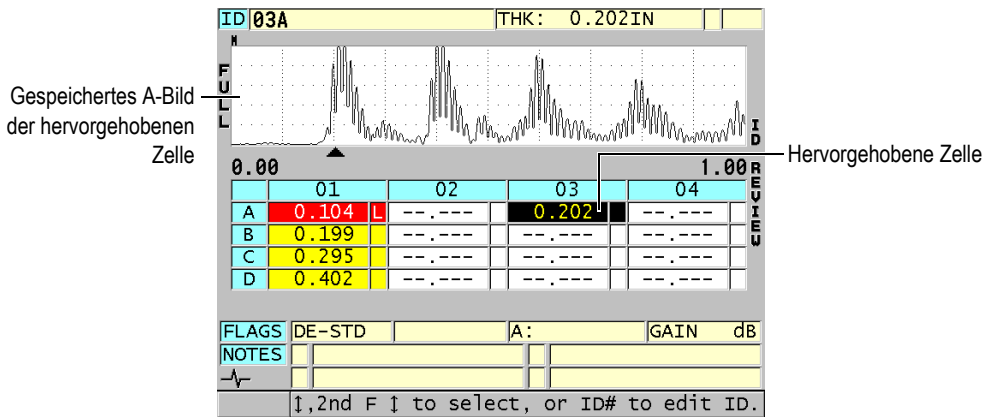 ID 03A THK: 0.202IN
M
FULL
Gespeichertes A-Bild
der hervorgehobenen
Zelle
Hervorgehobene Zelle
ID REVIEW
0.00 1.00
01 02 03 04
A 0.104 L --.--- 0.202 --.---
B 0.199 --.--- --.--- --.---
C 0.295 --.--- --.--- --.---
D 0.402 --.--- --.--- --.---
FLAGS DE-STD A: GAIN dB
NOTES
↕,2nd F ↕ to select, or ID# to edit ID.